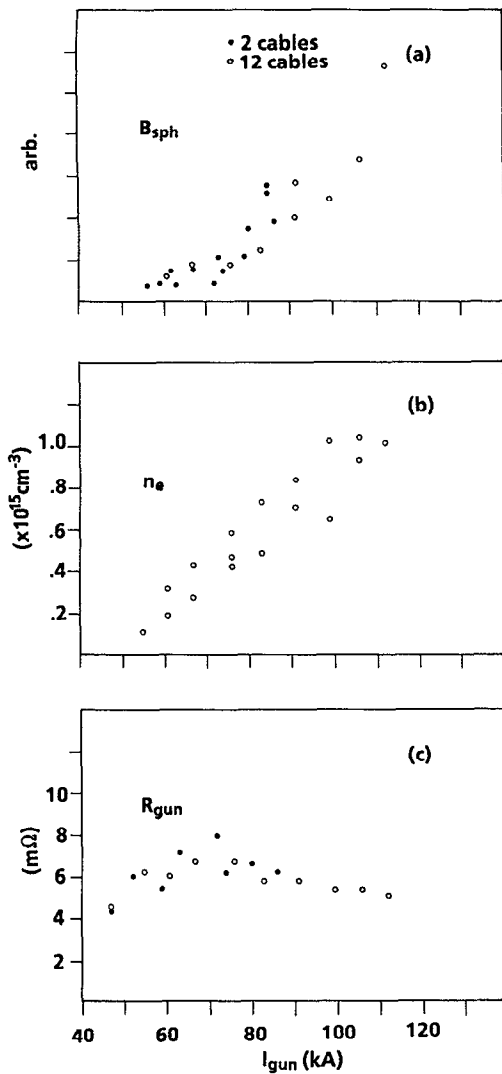 • 2 cables
○ 12 cables
(a)
B_sph
arb.
(b)
1.0
.8
.6
.4
.2
n_e
(x10^15 cm^-3)
(c)
R_gun
10
8
6
4
2
(mΩ)
40 60 80 100 120
I_gun (kA)